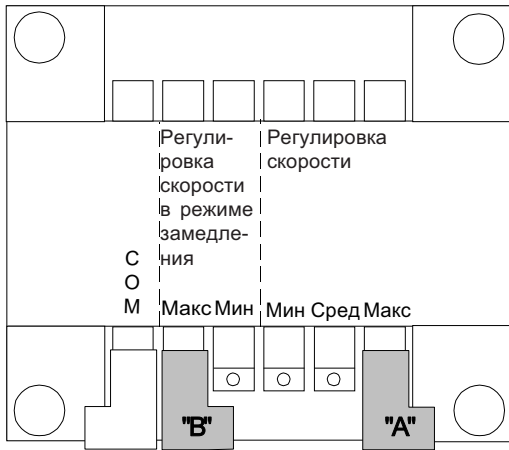 Регули-
ровка
скорости
в режиме
замедле-
ния
Регулировка
скорости
С
О
М
Макс Мин
Мин Сред Макс
"B"
"A"